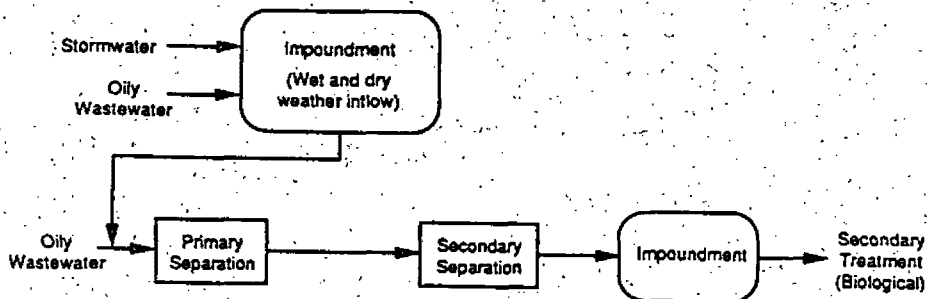 Stormwater
Impoundment
(Wet and dry
weather inflow)
Oily
Wastewater
Oily
Wastewater
Primary
Separation
Secondary
Separation
Impoundment
Secondary
Treatment
(Biological)